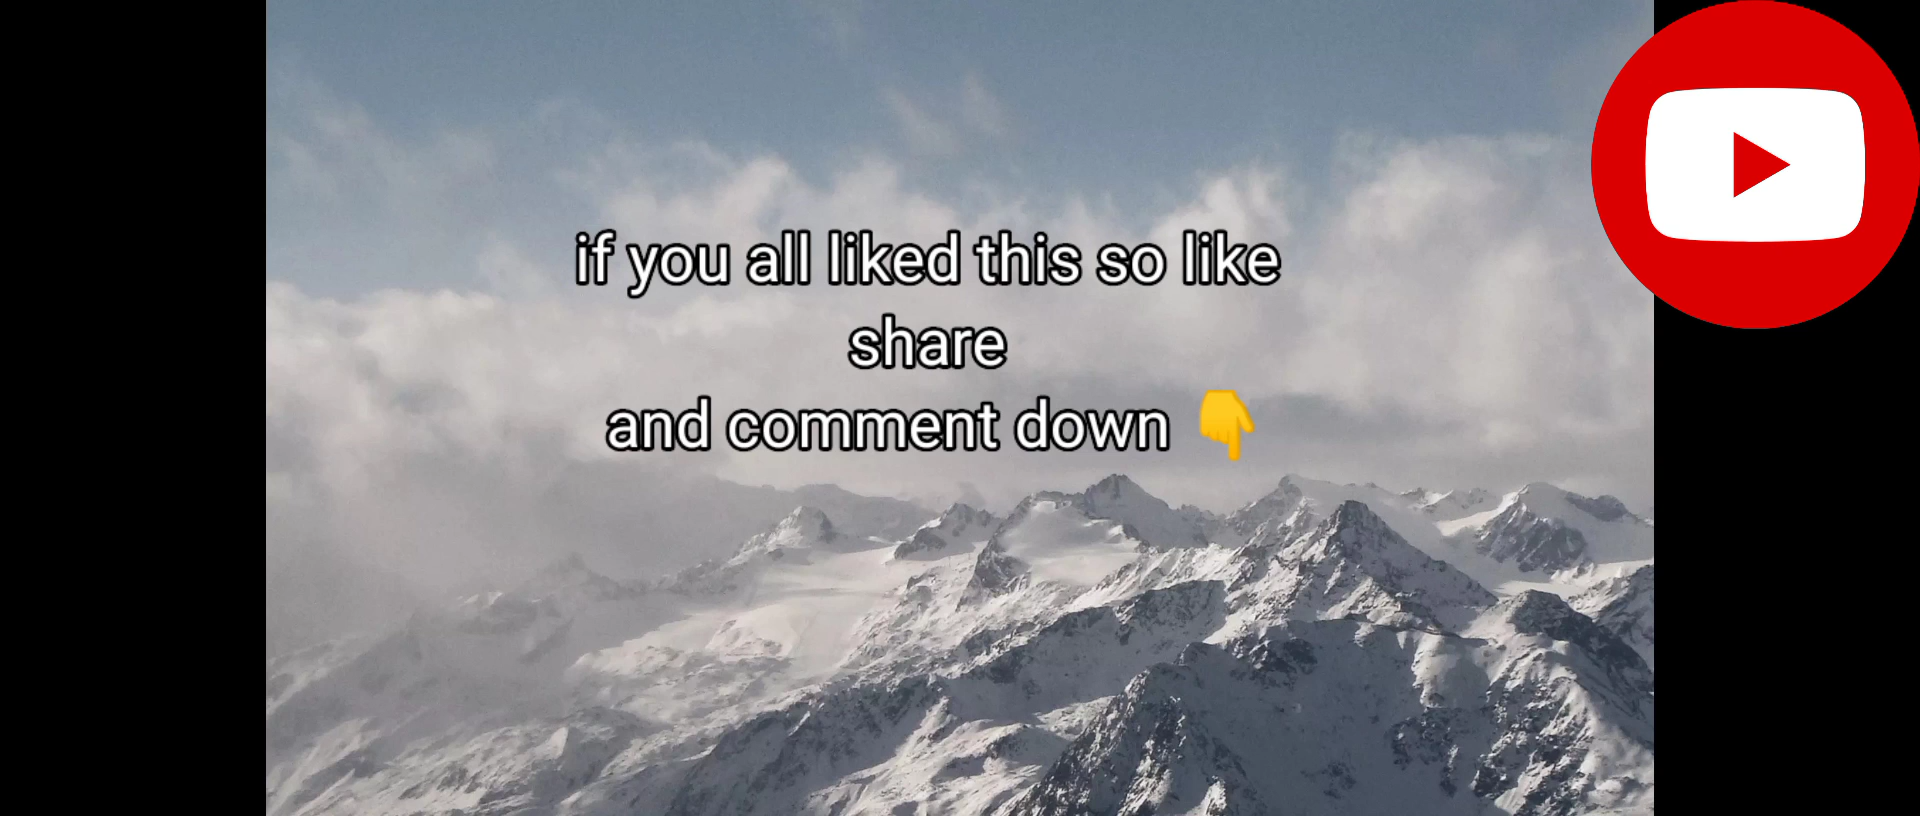 if you all liked this so like
share
and comment down 👇